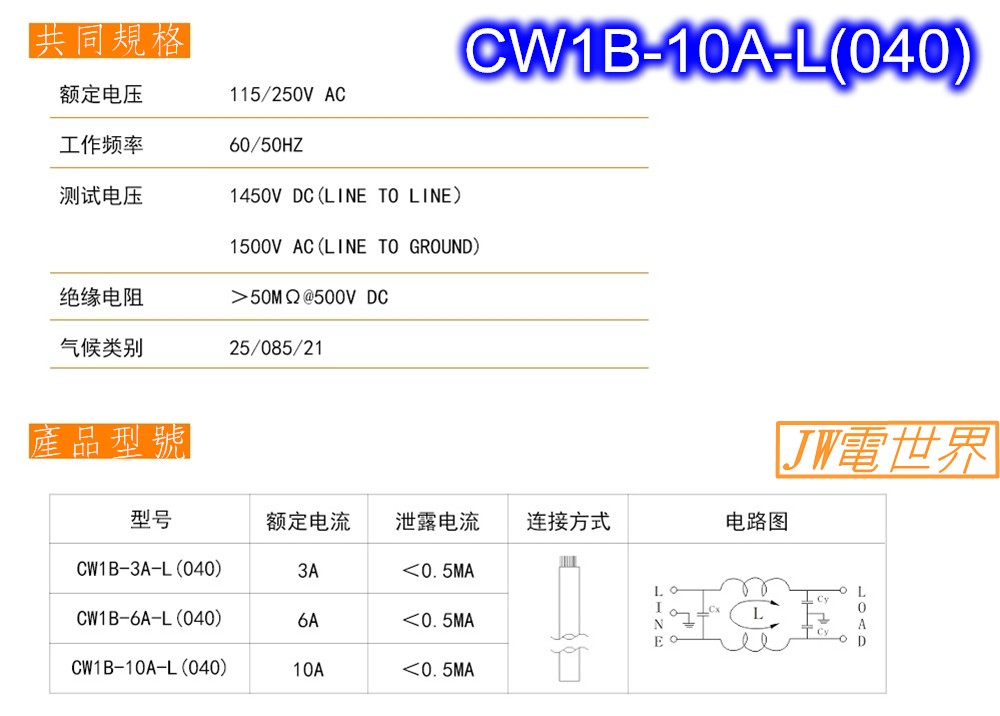 共同規格
CW1B-10A-L(040)
额定电压 115/250V AC
工作频率 60/50HZ
测试电压 1450V DC(LINE TO LINE)
1500V AC(LINE TO GROUND)
绝缘电阻 >50MΩ@500V DC
气候类别 25/085/21
產品型號
JW電世界
型号 额定电流 泄露电流 连接方式 电路图
CW1B-3A-L(040) 3A <0.5MA
CW1B-6A-L(040) 6A <0.5MA
CW1B-10A-L(040) 10A <0.5MA
LINE
Cx
L
Cy
Cy
LOAD